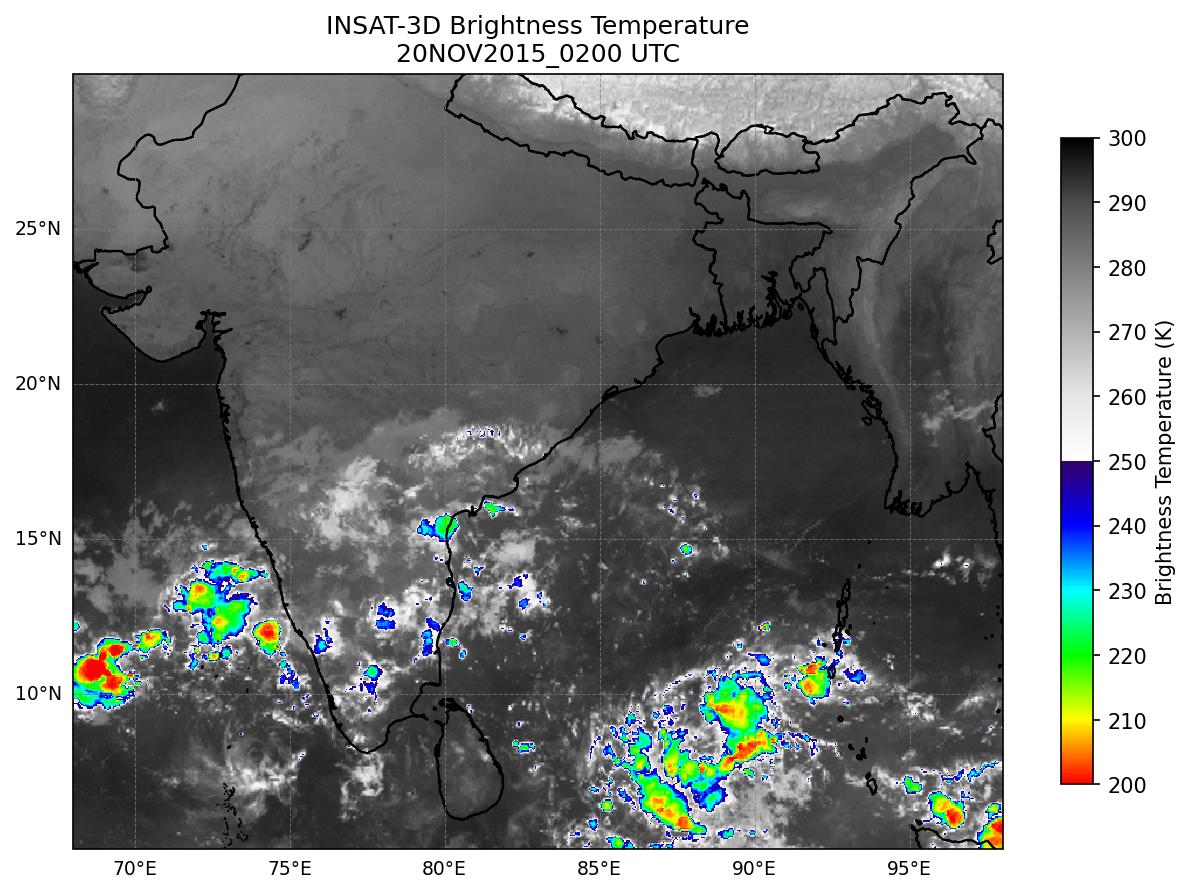 INSAT-3D Brightness Temperature
20NOV2015_0200 UTC
25°N
20°N
15°N
10°N
70°E
75°E
80°E
85°E
90°E
95°E
300
290
280
270
260
250
240
230
220
210
200
Brightness Temperature (K)